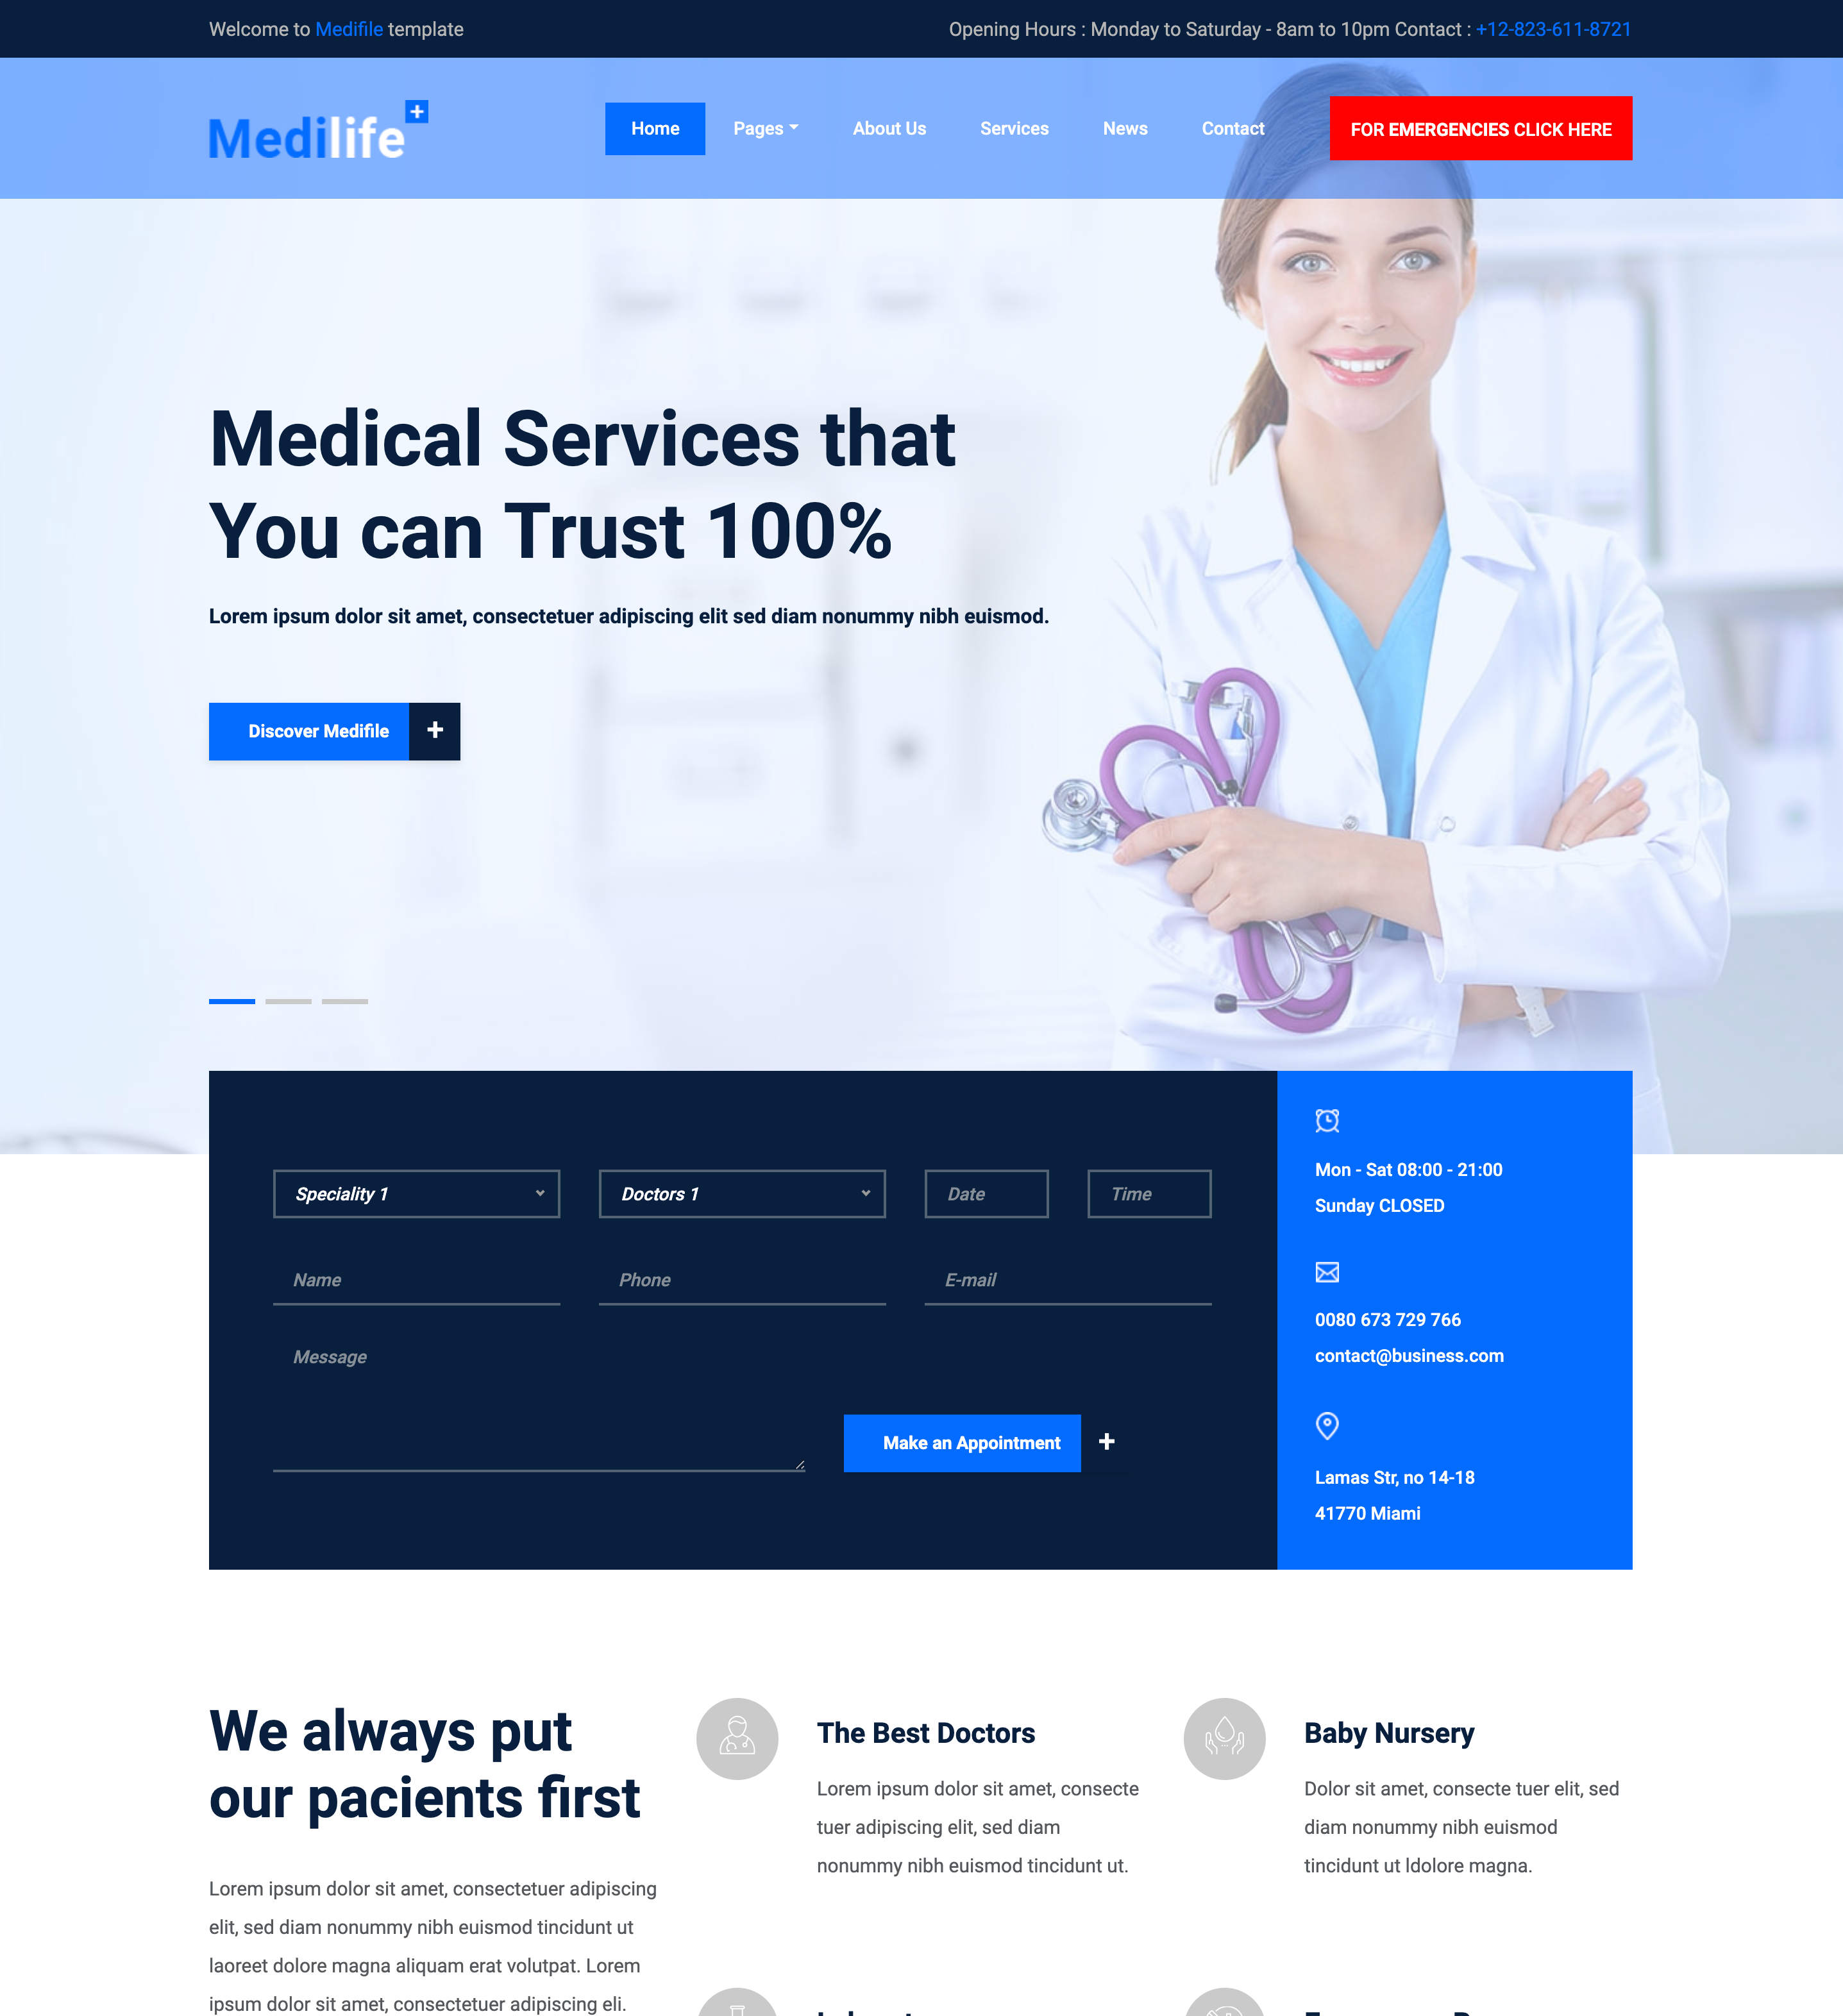 Welcome to Medifile template
Opening Hours : Monday to Saturday - 8am to 10pm Contact : +12-823-611-8721
Medilife
Home
Pages
About Us
Services
News
Contact
FOR EMERGENCIES CLICK HERE
Medical Services that
You can Trust 100%
Lorem ipsum dolor sit amet, consectetuer adipiscing elit sed diam nonummy nibh euismod.
Discover Medifile +
Speciality 1
Doctors 1
Date
Time
Name
Phone
E-mail
Message
Make an Appointment +
Mon - Sat 08:00 - 21:00
Sunday CLOSED
0080 673 729 766
contact@business.com
Lamas Str, no 14-18
41770 Miami
We always put
our pacients first
Lorem ipsum dolor sit amet, consectetuer adipiscing
elit, sed diam nonummy nibh euismod tincidunt ut
laoreet dolore magna aliquam erat volutpat. Lorem
ipsum dolor sit amet, consectetuer adipiscing eli.
The Best Doctors
Lorem ipsum dolor sit amet, consecte
tuer adipiscing elit, sed diam
nonummy nibh euismod tincidunt ut.
Baby Nursery
Dolor sit amet, consecte tuer elit, sed
diam nonummy nibh euismod
tincidunt ut ldolore magna.